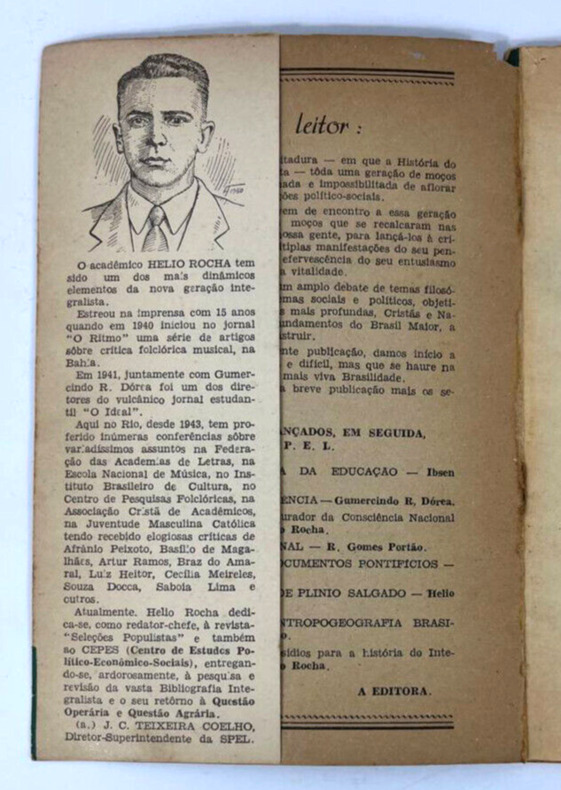 O acadêmico HELIO ROCHA tem
sido um dos mais dinâmicos
elementos da nova geração inte-
gralista.
Estreou na imprensa com 15 anos
quando em 1940 iniciou no jornal
"O Ritmo" uma série de artigos
sôbre crítica folclórica musical, na
Bahia.
Em 1941, juntamente com Gumer-
cindo R. Dórea foi um dos dire-
tores do vulcânico jornal estudan-
til "O Ideal".
Aqui no Rio, desde 1943, tem pro-
ferido inúmeras conferências sôbre
variadíssimos assuntos na Federa-
ção das Academias de Letras, na
Escola Nacional de Música, no Ins-
tituto Brasileiro de Cultura, no
Centro de Pesquisas Folclóricas, na
Associação Cristã de Acadêmicos,
na Juventude Masculina Católica
tendo recebido elogiosas críticas de
Afrânio Peixoto, Basílio de Maga-
lhães, Artur Ramos, Braz do Ama-
ral, Luiz Heitor, Cecília Meireles,
Souza Docca, Saboia Lima e
outros.
Atualmente, Helio Rocha dedi-
ca-se, como redator-chefe, à revista-
"Seleções Populistas" e também
ao CEPES (Centro de Estudos Po-
lítico-Econômico-Sociais), entregan-
do-se, ardorosamente, à pesquisa e
revisão da vasta Bibliografia Inte-
gralista e o seu retôrno à Questão
Operária e Questão Agrária.
(a.) J. C. TEIXEIRA COELHO,
Diretor-Superintendente da SPEL.
leitor :
tadura — em que a História do
ta — tôda uma geração de moços
ada e impossibilitada de aflorar
ões político-sociais.
em de encontro a essa geração
moços que se recalcaram nas
ossa gente, para lançá-los à cri-
tiplas manifestações do seu pen-
efervescência do seu entusiasmo
a vitalidade.
m amplo debate de temas filosó-
emas sociais e políticos, objeti-
s mais profundas, Cristãs e Na-
undamentos do Brasil Maior, a
struir.
nte publicação, damos início a
e difícil, mas que se haure na
mais viva Brasilidade.
a breve publicação mais os se-
NÇADOS, EM SEGUIDA,
P. E. L.
A DA EDUCAÇÃO — Ibsen
ENCIA — Gumercindo R. Dórea.
urador da Consciência Nacional
o Rocha.
NAL — R. Gomes Portão.
OCUMENTOS PONTIFÍCIOS —
DE PLINIO SALGADO — Helio
NTROPOGEOGRAFIA BRASI-
o.
sídios para a história do Inte-
o Rocha.
A EDITORA.